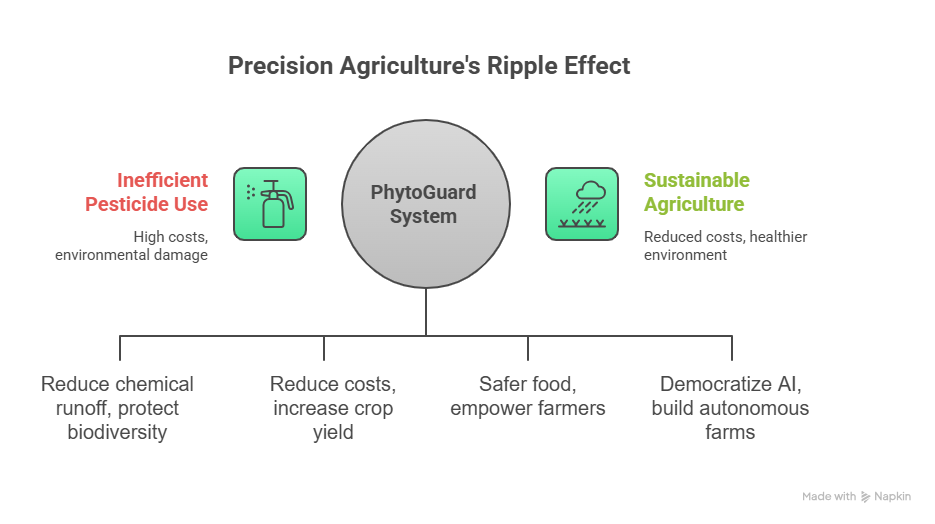 Precision Agriculture's Ripple Effect
Inefficient
Pesticide Use
High costs,
environmental damage
PhytoGuard
System
Sustainable
Agriculture
Reduced costs, healthier
environment
Reduce chemical
runoff, protect
biodiversity
Reduce costs,
increase crop
yield
Safer food,
empower farmers
Democratize AI,
build autonomous
farms
Made with Napkin